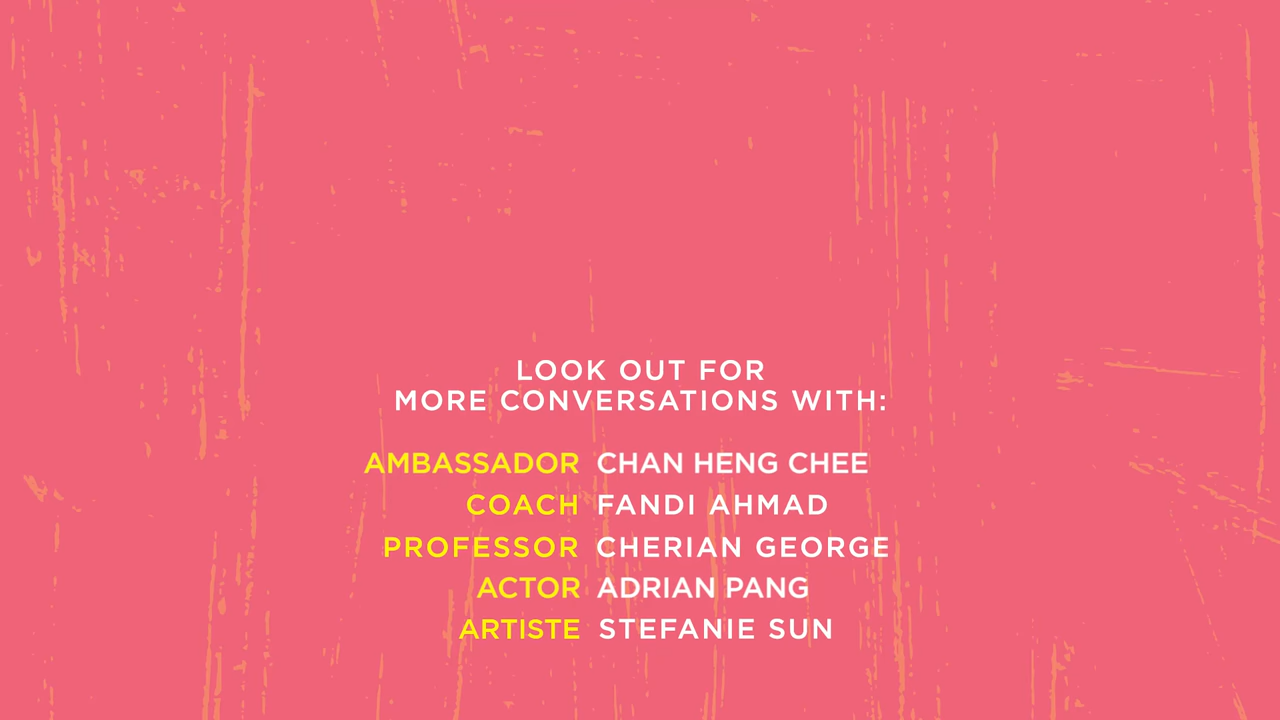 LOOK OUT FOR
MORE CONVERSATIONS WITH:
AMBASSADOR CHAN HENG CHEE
COACH FANDI AHMAD
PROFESSOR CHERIAN GEORGE
ACTOR ADRIAN PANG
ARTISTE STEFANIE SUN